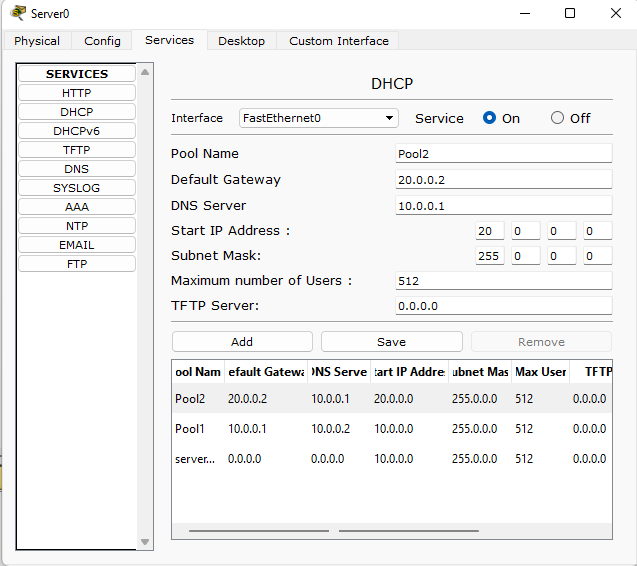 Server0
Physical Config Services Desktop Custom Interface
SERVICES
HTTP
DHCP
DHCPv6
TFTP
DNS
SYSLOG
AAA
NTP
EMAIL
FTP
DHCP
Interface FastEthernet0 Service On Off
Pool Name Pool2
Default Gateway 20.0.0.2
DNS Server 10.0.0.1
Start IP Address : 20 0 0 0
Subnet Mask: 255 0 0 0
Maximum number of Users : 512
TFTP Server: 0.0.0.0
Add Save Remove
ool Nam efault Gatewa DNS Serve tart IP Addre ubnet Mas Max User TFTP
Pool2 20.0.0.2 10.0.0.1 20.0.0.0 255.0.0.0 512 0.0.0.0
Pool1 10.0.0.1 10.0.0.2 10.0.0.0 255.0.0.0 512 0.0.0.0
server... 0.0.0.0 0.0.0.0 10.0.0.0 255.0.0.0 512 0.0.0.0